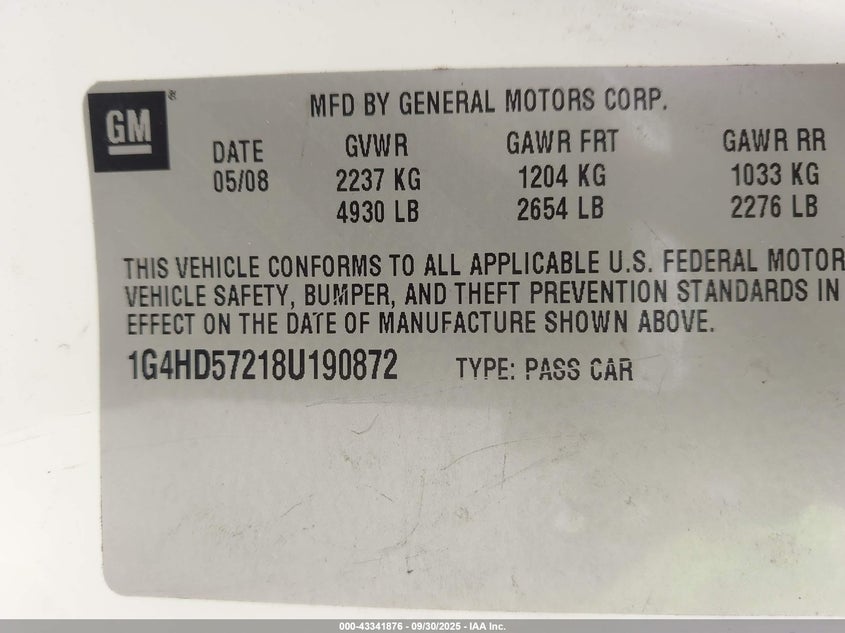 GM ®
MFD BY GENERAL MOTORS CORP.
DATE GVWR GAWR FRT GAWR RR
05/08 2237 KG 1204 KG 1033 KG
4930 LB 2654 LB 2276 LB
THIS VEHICLE CONFORMS TO ALL APPLICABLE U.S. FEDERAL MOTOR
VEHICLE SAFETY, BUMPER, AND THEFT PREVENTION STANDARDS IN
EFFECT ON THE DATE OF MANUFACTURE SHOWN ABOVE.
1G4HD57218U190872 TYPE: PASS CAR
000-43341876 - 09/30/2025 - IAA Inc.